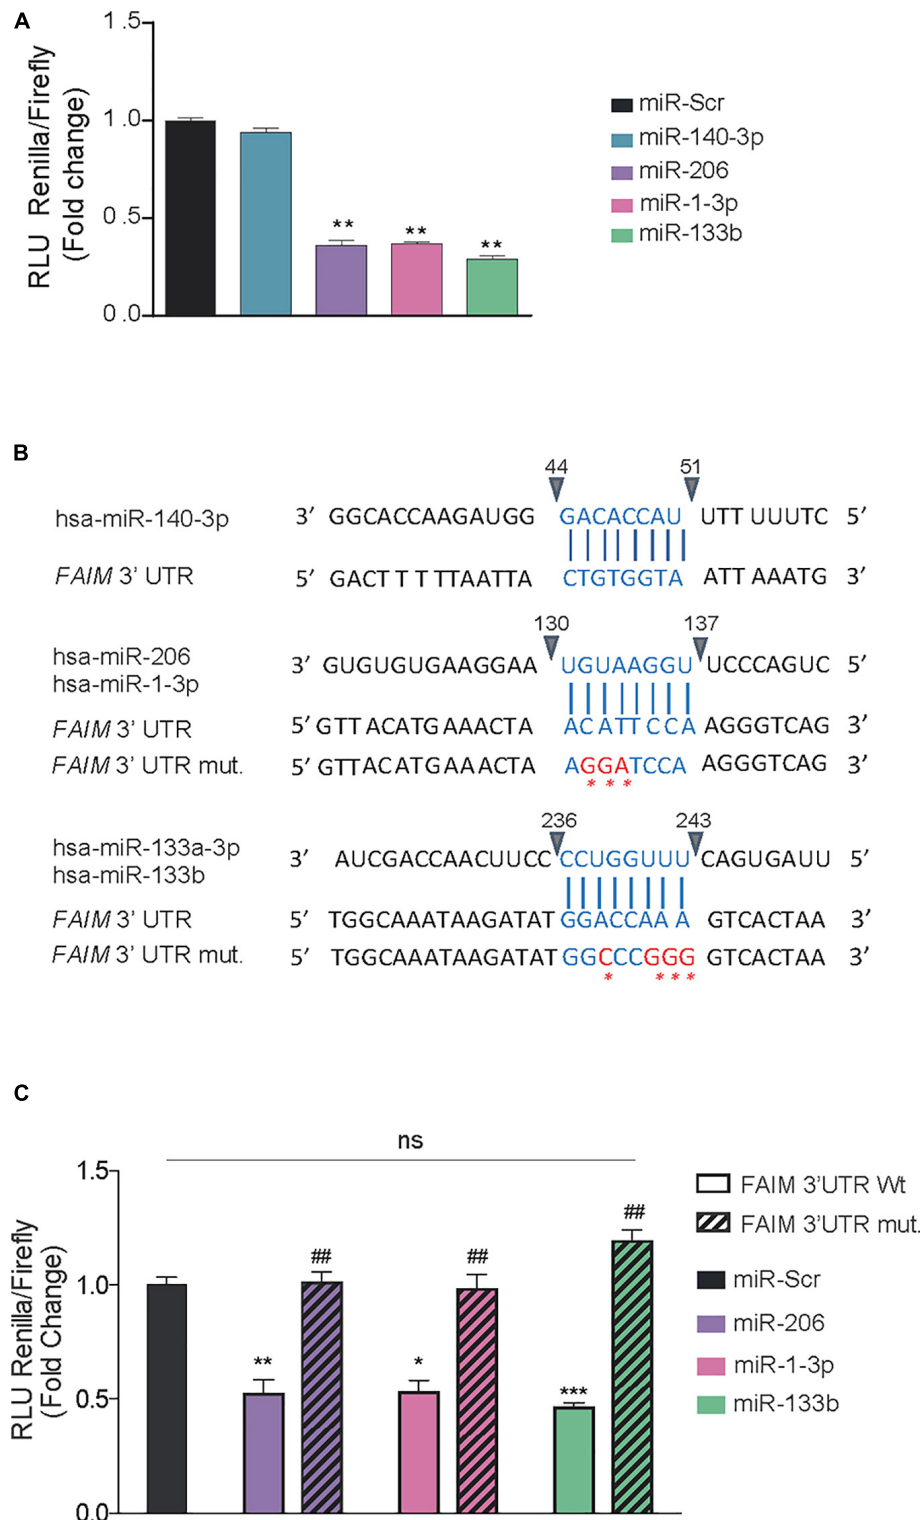 A
1.5
1.0
0.5
0.0
RLU Renilla/Firefly
(Fold change)
** ** **
miR-Scr
miR-140-3p
miR-206
miR-1-3p
miR-133b
B
44 51
hsa-miR-140-3p 3′ GGCACCAAGAUGG GACACCAU UTT UUUTC 5′
FAIM 3' UTR 5′ GACT T T TTAATTA CTGTGGTA ATT AAATG 3′
130 137
hsa-miR-206
hsa-miR-1-3p
3′ GUGUGUGAAGGAA UGUAAGGU UCCCAGUC 5′
FAIM 3' UTR 5′ GTT ACATGAAACTA ACATTCCA AGGGTCAG 3′
FAIM 3' UTR mut. 5′ GTTACATGAAACTA AGGATCCA AGGGTCAG 3′
* * *
236 243
hsa-miR-133a-3p
hsa-miR-133b
3′ AUCGACCAACUUCC CCUGGUUU CAGUGAUU 5′
FAIM 3' UTR 5′ TGGCAAATAAGATAT GGACCAA A GTCACTAA 3′
FAIM 3' UTR mut. 5′ TGGCAAATAAGATAT GGCCCGGG GTCACTAA 3′
* * * *
C
ns
1.5
1.0
0.5
0.0
RLU Renilla/Firefly
(Fold Change)
** ## * ## *** ##
FAIM 3'UTR Wt
FAIM 3'UTR mut.
miR-Scr
miR-206
miR-1-3p
miR-133b